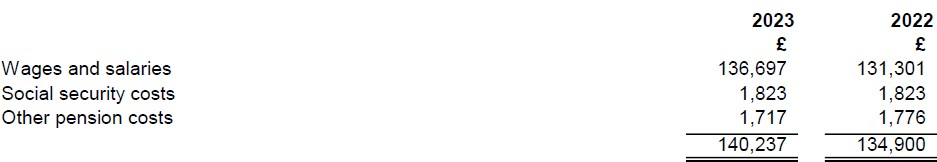 2023 2022
£ £
Wages and salaries 136,697 131,301
Social security costs 1,823 1,823
Other pension costs 1,717 1,776
140,237 134,900